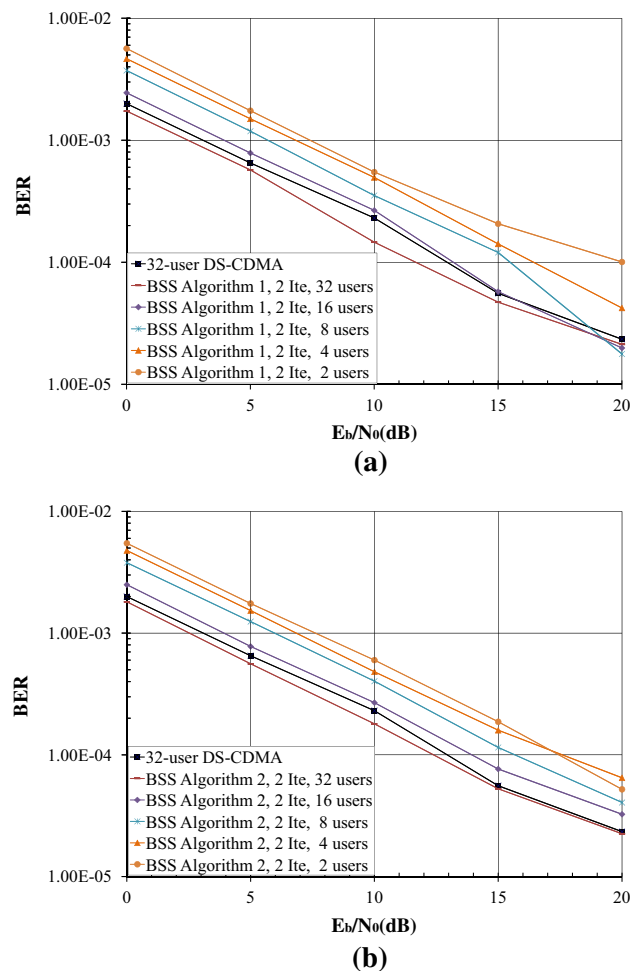 1.00E-02
1.00E-03
1.00E-04
1.00E-05
BER
32-user DS-CDMA
BSS Algorithm 1, 2 Ite, 32 users
BSS Algorithm 1, 2 Ite, 16 users
BSS Algorithm 1, 2 Ite, 8 users
BSS Algorithm 1, 2 Ite, 4 users
BSS Algorithm 1, 2 Ite, 2 users
0 5 10 15 20
Eb/N0(dB)
(a)
1.00E-02
1.00E-03
1.00E-04
1.00E-05
BER
32-user DS-CDMA
BSS Algorithm 2, 2 Ite, 32 users
BSS Algorithm 2, 2 Ite, 16 users
BSS Algorithm 2, 2 Ite, 8 users
BSS Algorithm 2, 2 Ite, 4 users
BSS Algorithm 2, 2 Ite, 2 users
0 5 10 15 20
Eb/N0(dB)
(b)